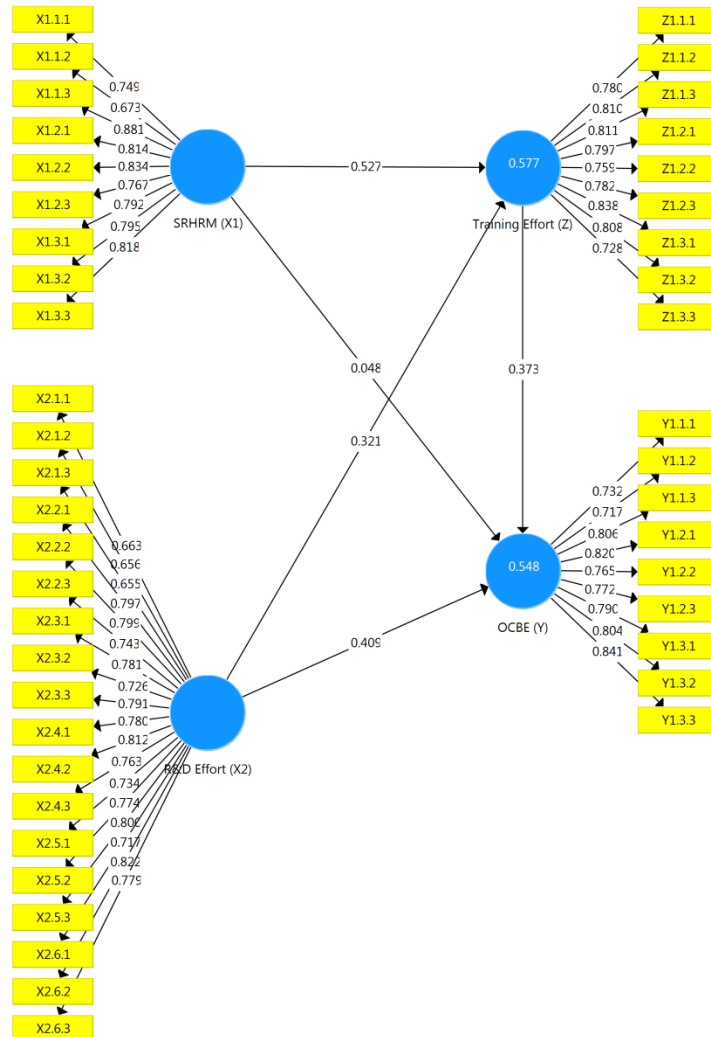 X1.1.1
X1.1.2
X1.1.3
X1.2.1
X1.2.2
X1.2.3
X1.3.1
X1.3.2
X1.3.3
0.749
0.673
0.881
0.814
0.834
0.767
0.792
0.795
0.818
SRHRM (X1)
0.527
0.577
Training Effort (Z)
0.780
0.810
0.811
0.797
0.759
0.782
0.838
0.808
0.728
Z1.1.1
Z1.1.2
Z1.1.3
Z1.2.1
Z1.2.2
Z1.2.3
Z1.3.1
Z1.3.2
Z1.3.3
0.048
0.373
0.321
X2.1.1
X2.1.2
X2.1.3
X2.2.1
X2.2.2
X2.2.3
X2.3.1
X2.3.2
X2.3.3
X2.4.1
X2.4.2
X2.4.3
X2.5.1
X2.5.2
X2.5.3
X2.6.1
X2.6.2
X2.6.3
0.663
0.656
0.655
0.797
0.799
0.743
0.781
0.726
0.791
0.780
0.812
0.763
0.734
0.774
0.800
0.717
0.822
0.779
R&D Effort (X2)
0.409
0.548
OCBE (Y)
0.732
0.717
0.806
0.820
0.765
0.772
0.790
0.804
0.841
Y1.1.1
Y1.1.2
Y1.1.3
Y1.2.1
Y1.2.2
Y1.2.3
Y1.3.1
Y1.3.2
Y1.3.3